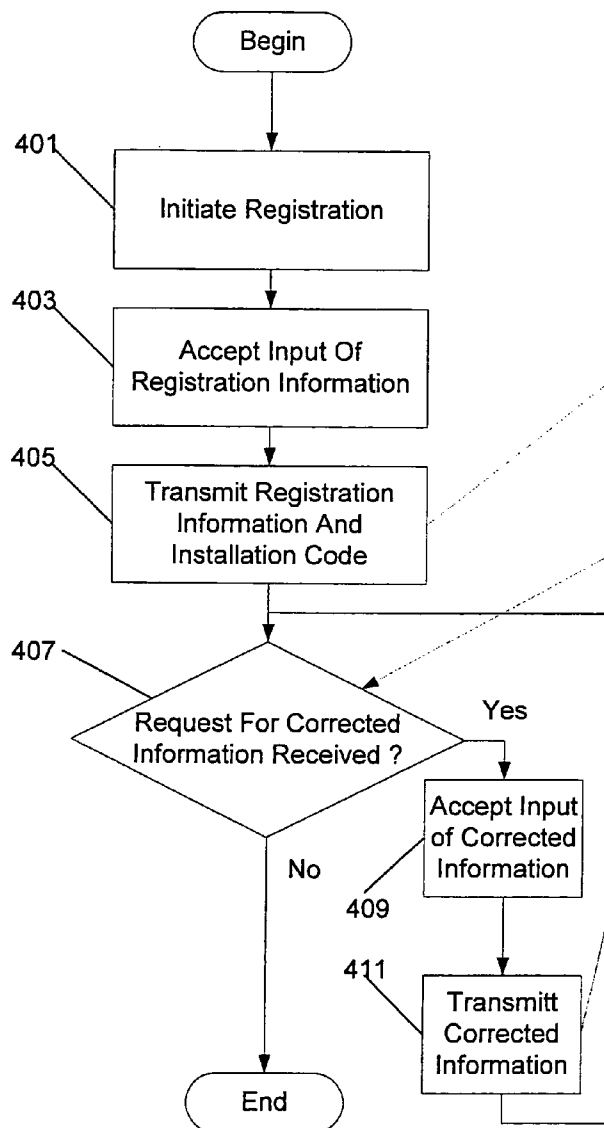 Begin
401
Initiate Registration
403
Accept Input Of
Registration Information
405
Transmit Registration
Information And
Installation Code
407
Request For Corrected
Information Received ?
Yes
No
Accept Input
of Corrected
Information
409
411
Transmitt
Corrected
Information
End